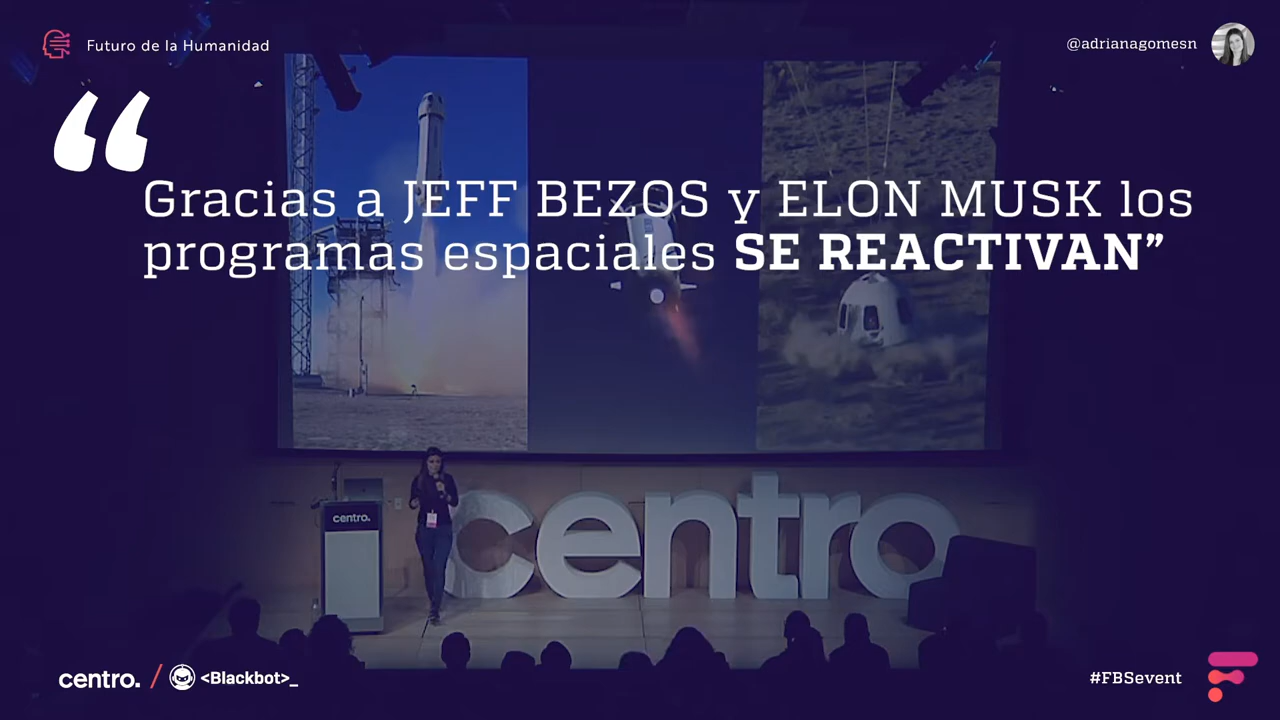 Futuro de la Humanidad
@adrianagomesn
“
Gracias a JEFF BEZOS y ELON MUSK los
programas espaciales SE REACTIVAN”
centro.
centro
centro. / <Blackbot>_
#FBSevent